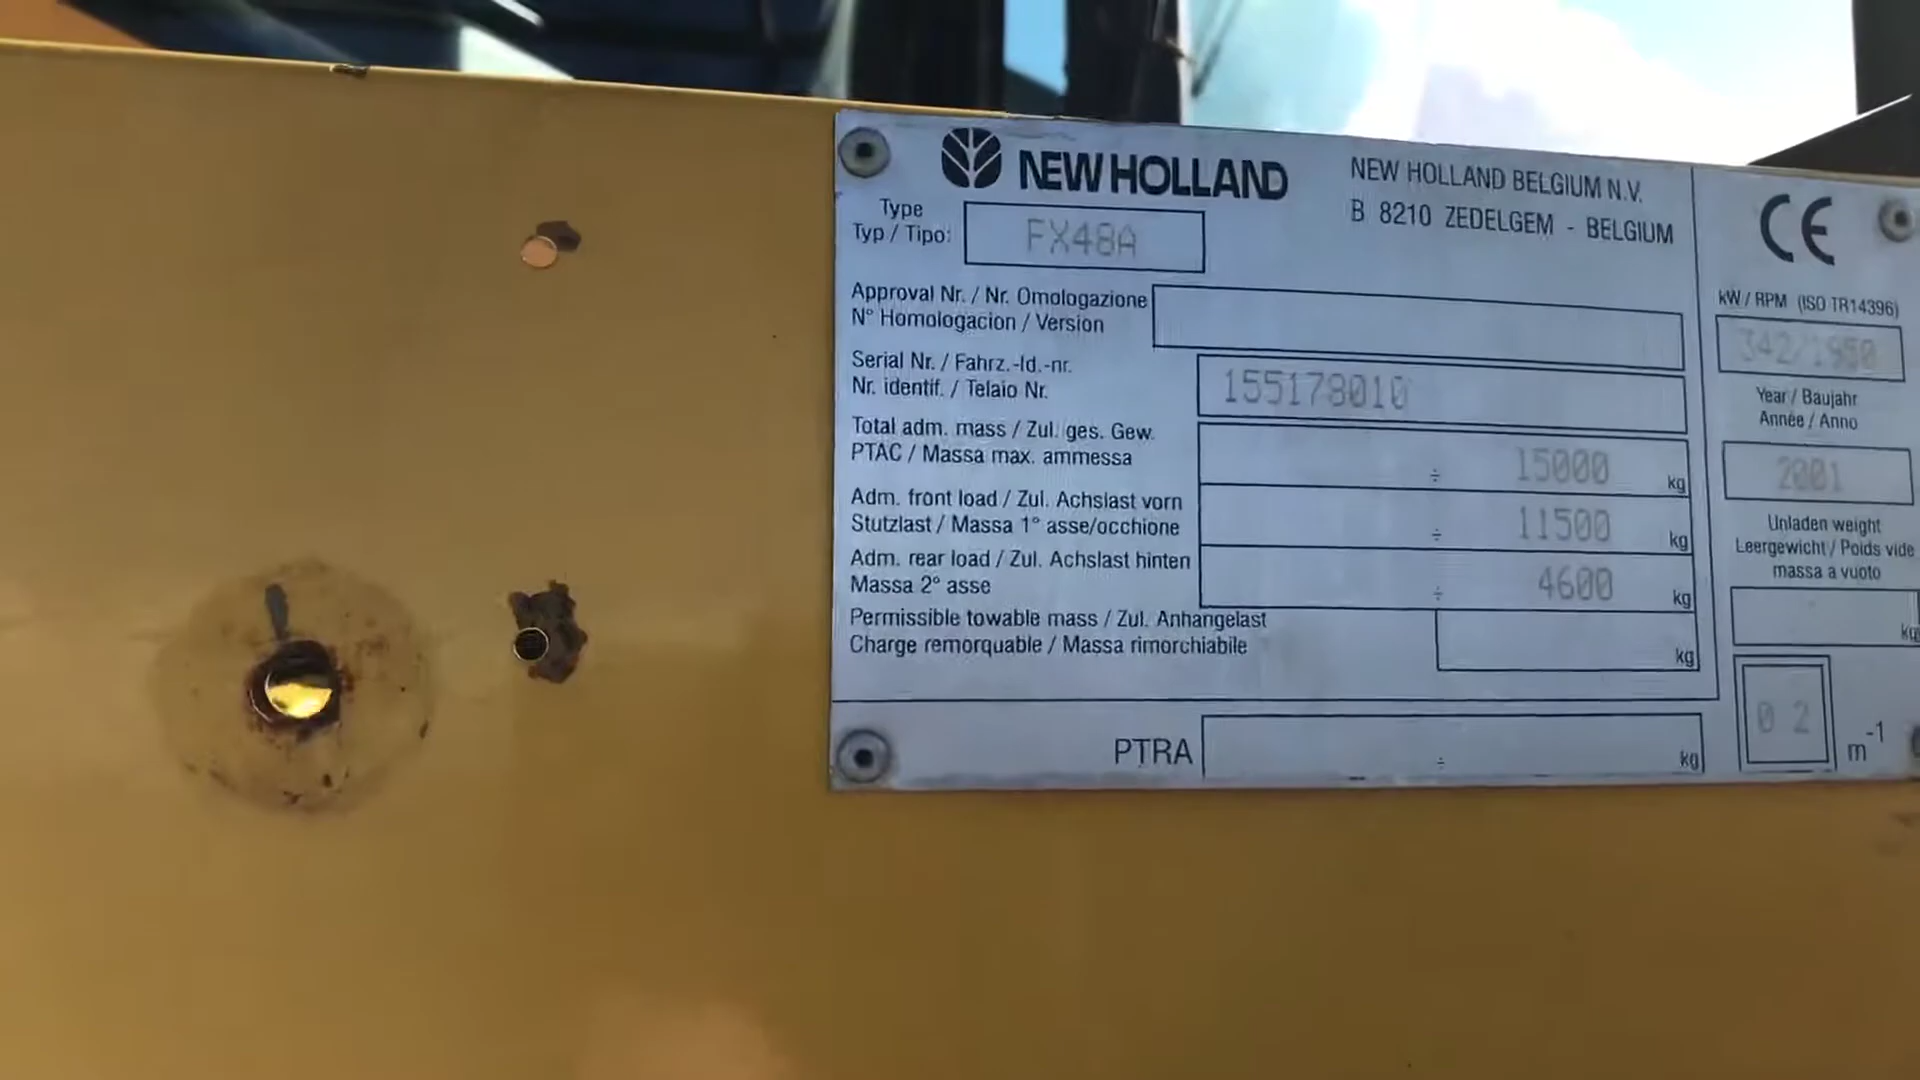 NEW HOLLAND
NEW HOLLAND BELGIUM N.V.
B 8210 ZEDELGEM - BELGIUM
Type
Typ / Tipo:
FX48A
Approval Nr. / Nr. Omologazione
N° Homologacion / Version
Serial Nr. / Fahrz.-Id.-nr.
Nr. identif. / Telaio Nr.
155178010
Total adm. mass / Zul. ges. Gew.
PTAC / Massa max. ammessa
÷ 15000 kg
Adm. front load / Zul. Achslast vorn
Stutzlast / Massa 1° asse/occhione
÷ 11500 kg
Adm. rear load / Zul. Achslast hinten
Massa 2° asse
÷ 4600 kg
Permissible towable mass / Zul. Anhangelast
Charge remorquable / Massa rimorchiabile
kg
PTRA ÷ kg
CE
kW / RPM (ISO TR14396)
342/1950
Year / Baujahr
Année / Anno
2001
Unladen weight
Leergewicht / Poids vide
massa a vuoto
kg
0 2 m-1